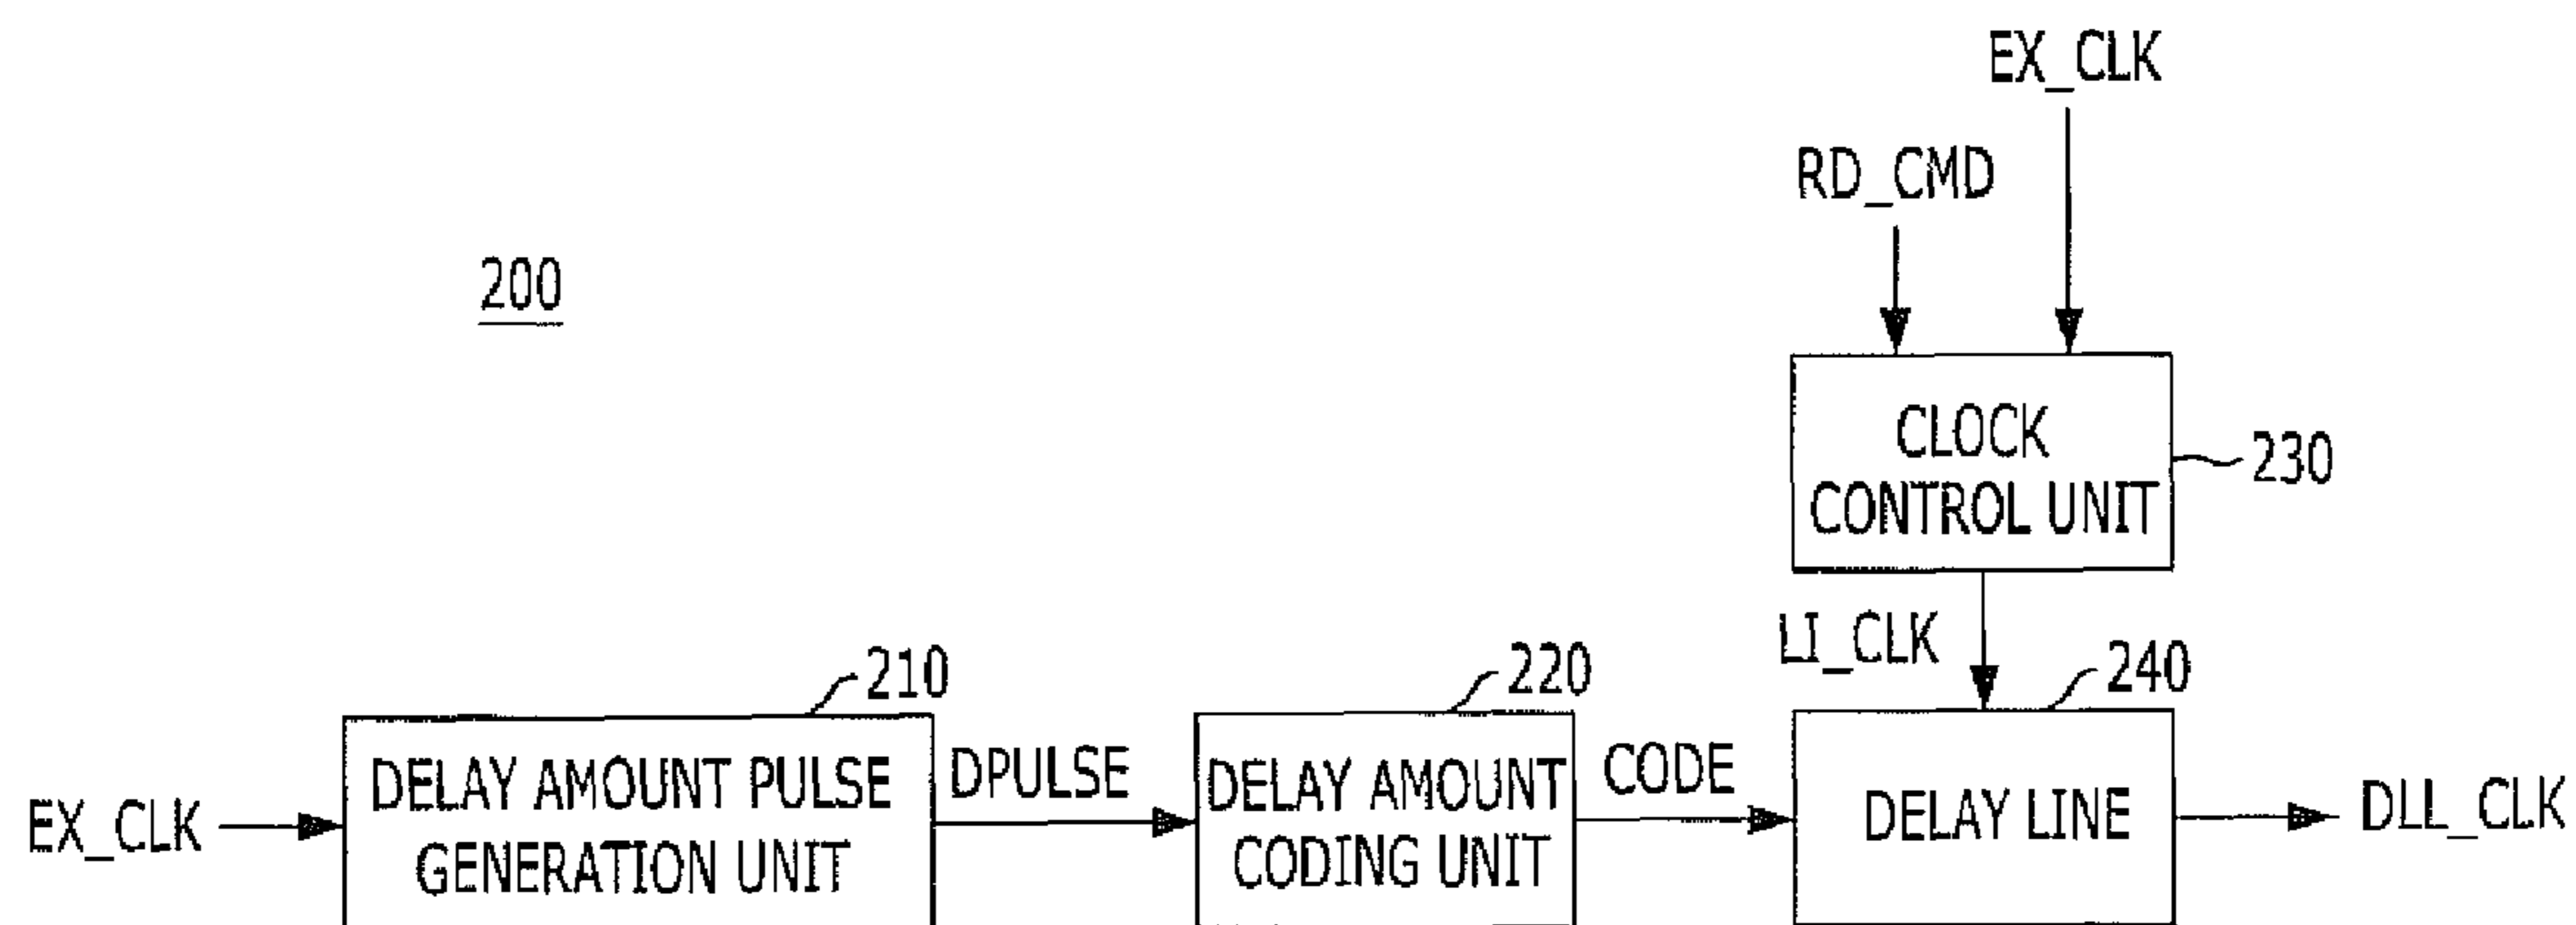 EX_CLK
RD_CMD
200
CLOCK
CONTROL UNIT
230
LI_CLK
210
220
240
DELAY AMOUNT PULSE
GENERATION UNIT
DPULSE
DELAY AMOUNT
CODING UNIT
CODE
DELAY LINE
EX_CLK
DLL_CLK